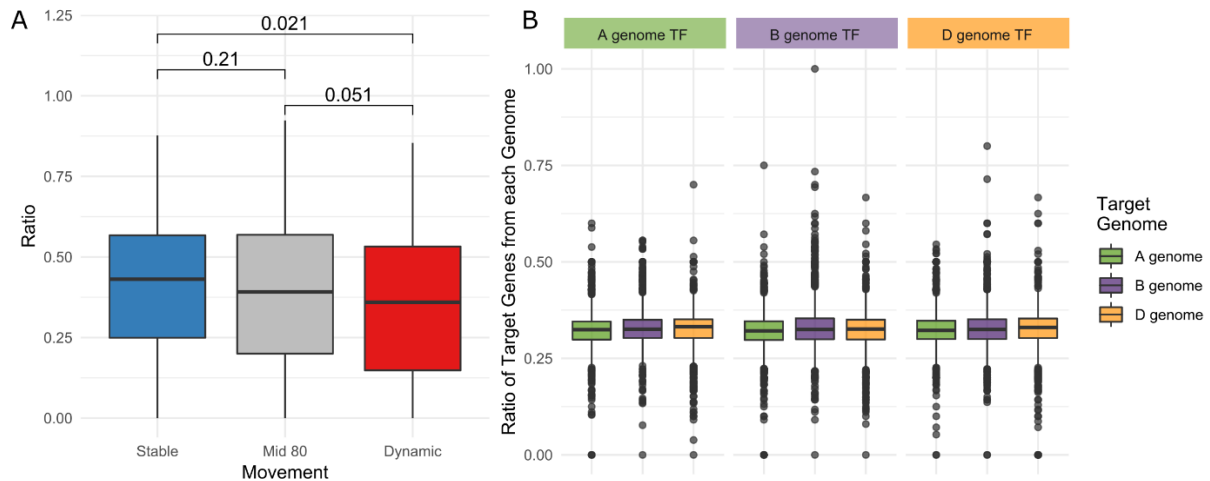 A
1.25
1.00
0.75
0.50
0.25
0.00
Ratio
0.021
0.21
0.051
Stable
Mid 80
Dynamic
Movement
B
A genome TF
B genome TF
D genome TF
1.00
0.75
0.50
0.25
0.00
Ratio of Target Genes from each Genome
Target
Genome
A genome
B genome
D genome